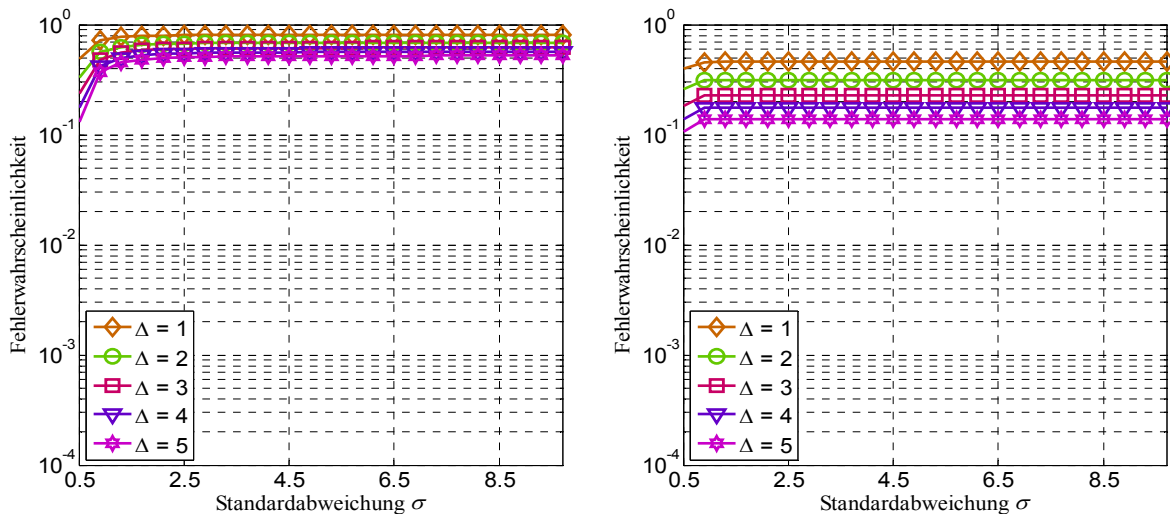 10^0
10^-1
10^-2
10^-3
10^-4
Fehlerwahrscheinlichkeit
Δ = 1
Δ = 2
Δ = 3
Δ = 4
Δ = 5
0.5 2.5 4.5 6.5 8.5
Standardabweichung σ
10^0
10^-1
10^-2
10^-3
10^-4
Fehlerwahrscheinlichkeit
Δ = 1
Δ = 2
Δ = 3
Δ = 4
Δ = 5
0.5 2.5 4.5 6.5 8.5
Standardabweichung σ